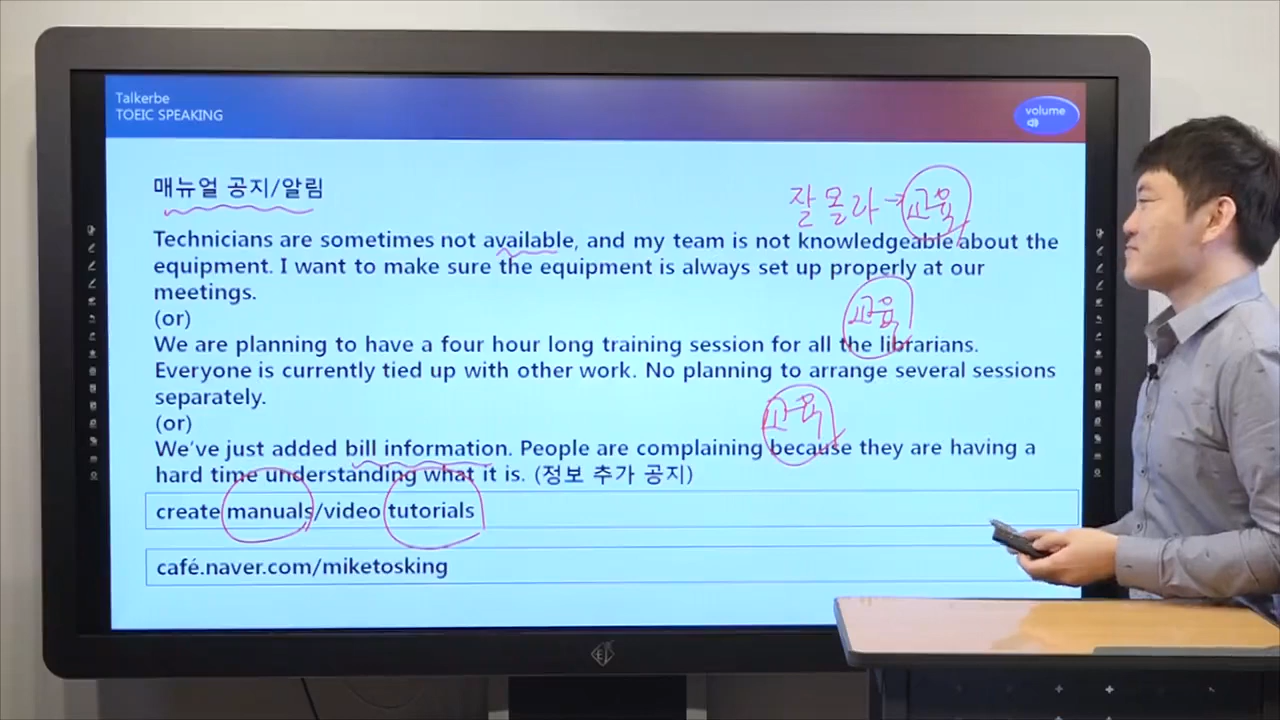 Talkerbe
TOEIC SPEAKING
volume
매뉴얼 공지/알림
잘 몰라 → 교육
Technicians are sometimes not available, and my team is not knowledgeable about the
equipment. I want to make sure the equipment is always set up properly at our
meetings.
(or)
교육
We are planning to have a four hour long training session for all the librarians.
Everyone is currently tied up with other work. No planning to arrange several sessions
separately.
(or)
교육
We've just added bill information. People are complaining because they are having a
hard time understanding what it is. (정보 추가 공지)
create manuals/video tutorials
café.naver.com/miketosking